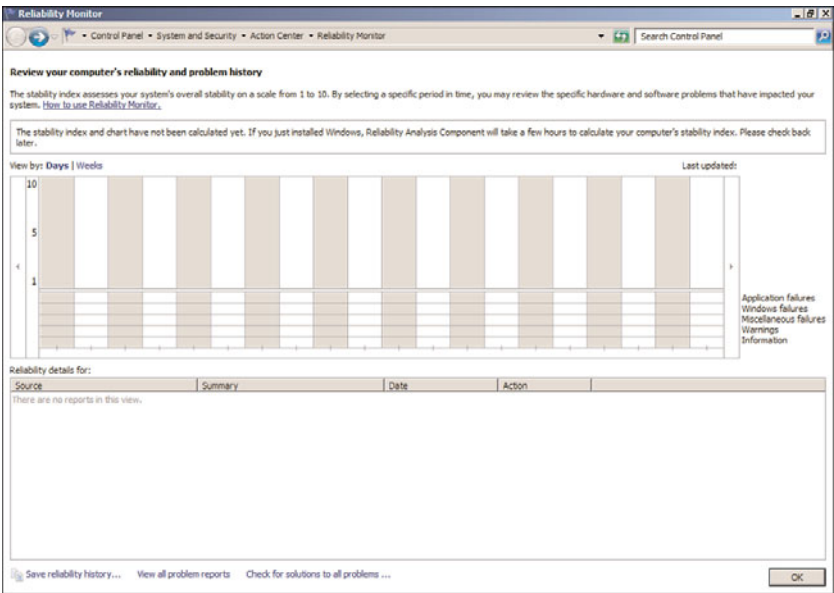 Reliability Monitor
Control Panel • System and Security • Action Center • Reliability Monitor
Search Control Panel
Review your computer's reliability and problem history
The stability index assesses your system's overall stability on a scale from 1 to 10. By selecting a specific period in time, you may review the specific hardware and software problems that have impacted your
system. How to use Reliability Monitor.
The stability index and chart have not been calculated yet. If you just installed Windows, Reliability Analysis Component will take a few hours to calculate your computer's stability index. Please check back
later.
View by: Days | Weeks
Last updated:
10
5
1
Application failures
Windows failures
Miscellaneous failures
Warnings
Information
Reliability details for:
Source Summary Date Action
There are no reports in this view.
Save reliability history... View all problem reports Check for solutions to all problems ...
OK